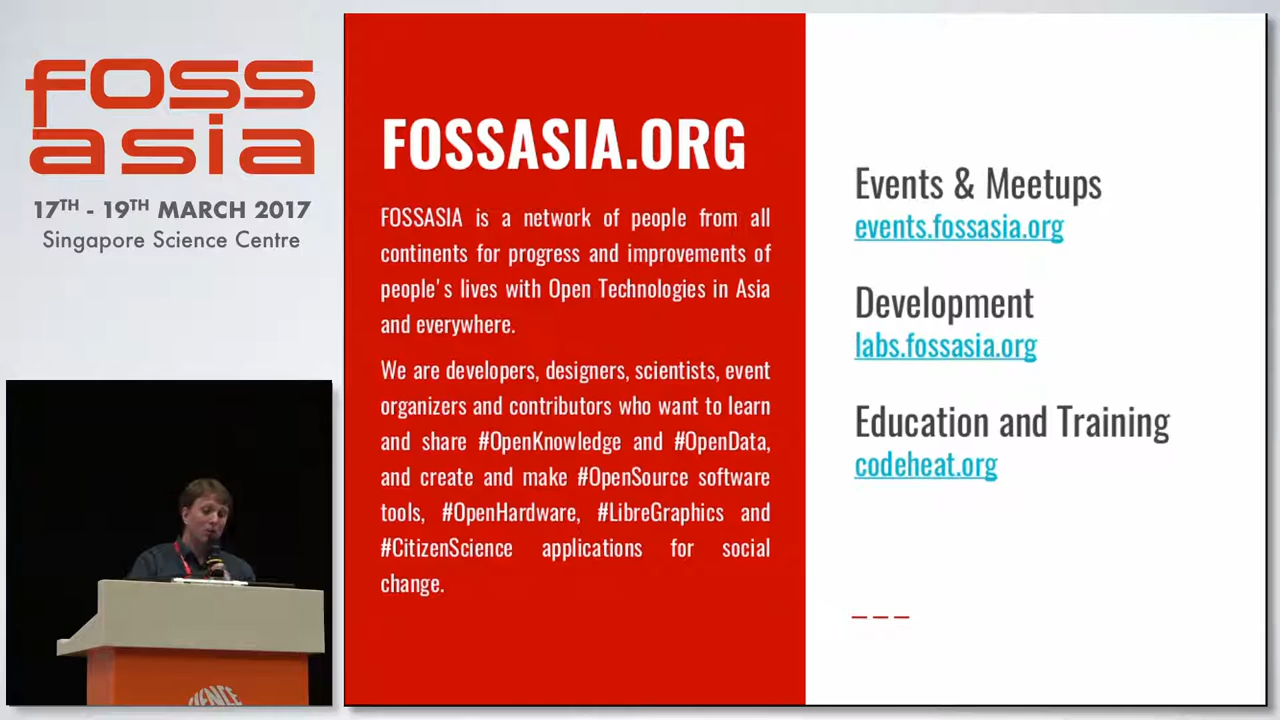 foss
asia
17TH - 19TH MARCH 2017
Singapore Science Centre
FOSSASIA.ORG
FOSSASIA is a network of people from all
continents for progress and improvements of
people's lives with Open Technologies in Asia
and everywhere.
We are developers, designers, scientists, event
organizers and contributors who want to learn
and share #OpenKnowledge and #OpenData,
and create and make #OpenSource software
tools, #OpenHardware, #LibreGraphics and
#CitizenScience applications for social
change.
Events & Meetups
events.fossasia.org
Development
labs.fossasia.org
Education and Training
codeheat.org